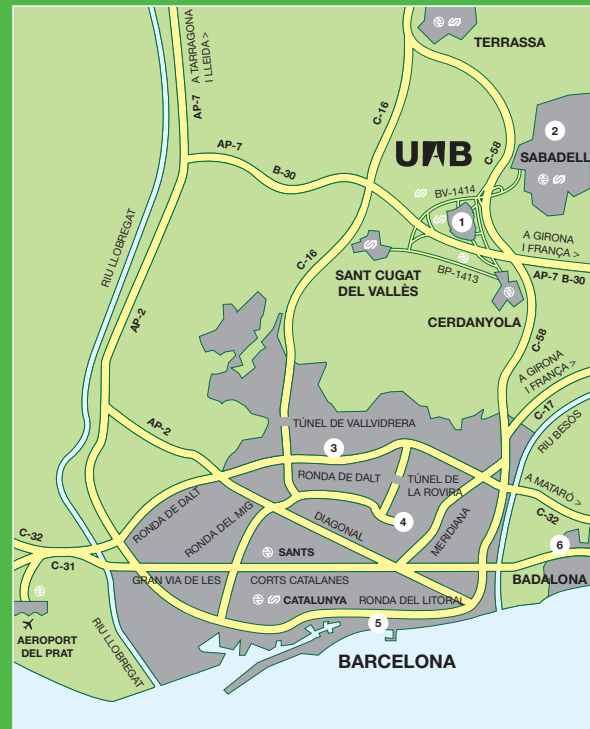 TERRASSA
A TARRAGONA
I LLEIDA >
AP-7
C-16
AP-7
B-30
UAB
C-58
2
SABADELL
BV-1414
1
RIU LLOBREGAT
C-16
A GIRONA
I FRANÇA >
SANT CUGAT
DEL VALLÈS
BP-1413
AP-7 B-30
CERDANYOLA
AP-2
C-58
A GIRONA
I FRANÇA >
C-17
AP-2
TÚNEL DE VALLVIDRERA
RIU BESÒS
3
RONDA DE DALT
TÚNEL DE
LA ROVIRA
A MATARÓ >
C-32
RONDA DE DALT
RONDA DEL MIG
DIAGONAL
4
MERIDIANA
C-32
6
SANTS
C-31
GRAN VIA DE LES
CORTS CATALANES
BADALONA
CATALUNYA
RONDA DEL LITORAL
5
AEROPORT
DEL PRAT
RIU LLOBREGAT
BARCELONA